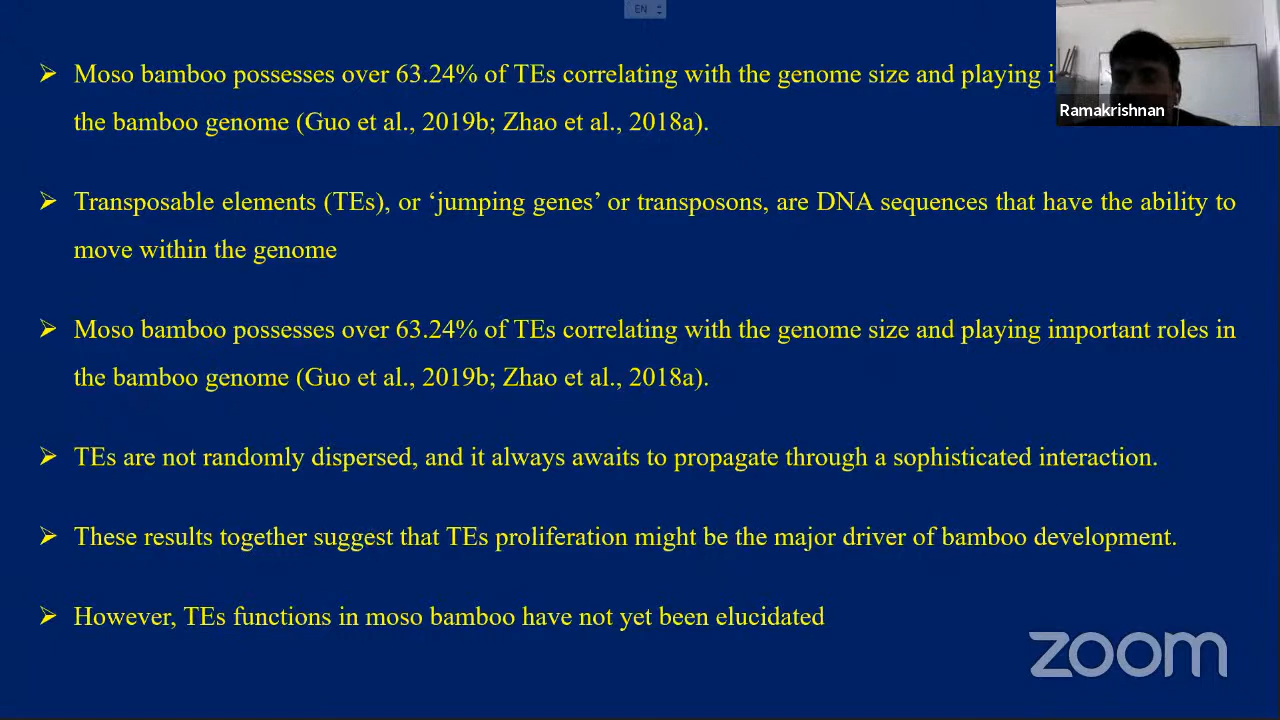 EN
➢ Moso bamboo possesses over 63.24% of TEs correlating with the genome size and playing
the bamboo genome (Guo et al., 2019b; Zhao et al., 2018a).
Ramakrishnan
➢ Transposable elements (TEs), or ‘jumping genes’ or transposons, are DNA sequences that have the ability to
move within the genome
➢ Moso bamboo possesses over 63.24% of TEs correlating with the genome size and playing important roles in
the bamboo genome (Guo et al., 2019b; Zhao et al., 2018a).
➢ TEs are not randomly dispersed, and it always awaits to propagate through a sophisticated interaction.
➢ These results together suggest that TEs proliferation might be the major driver of bamboo development.
➢ However, TEs functions in moso bamboo have not yet been elucidated
zoom